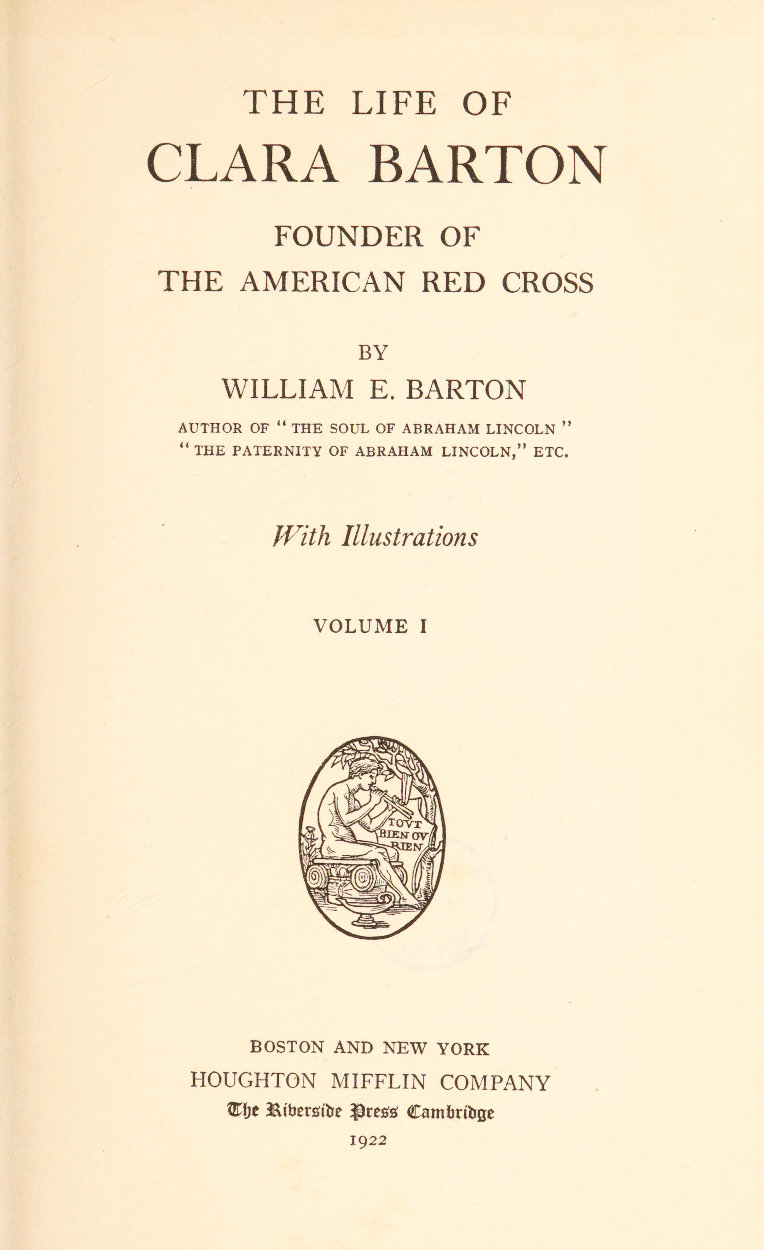 THE LIFE OF
CLARA BARTON
FOUNDER OF
THE AMERICAN RED CROSS
BY
WILLIAM E. BARTON
AUTHOR OF “ THE SOUL OF ABRAHAM LINCOLN ”
“ THE PATERNITY OF ABRAHAM LINCOLN,” ETC.
With Illustrations
VOLUME I
TOVT
BIEN OV
RIEN
BOSTON AND NEW YORK
HOUGHTON MIFFLIN COMPANY
The Riverside Press Cambridge
1922